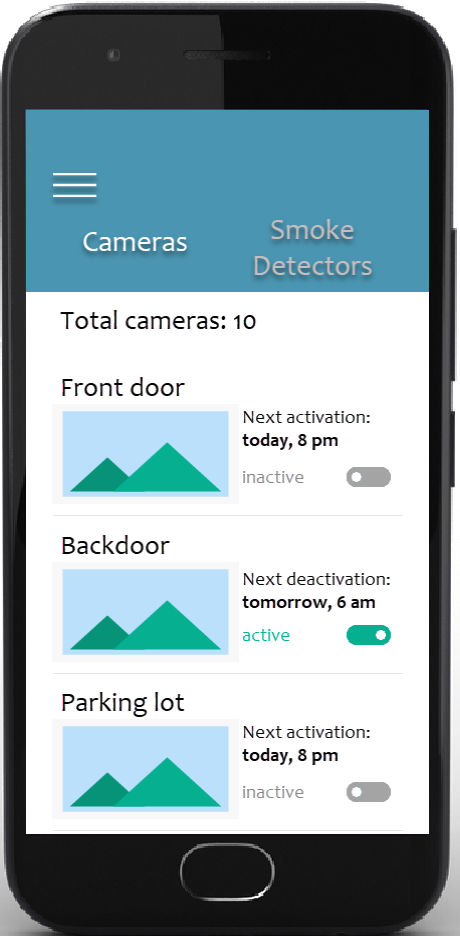 Cameras
Smoke
Detectors
Total cameras: 10
Front door
Next activation:
today, 8 pm
inactive
Backdoor
Next deactivation:
tomorrow, 6 am
active
Parking lot
Next activation:
today, 8 pm
inactive